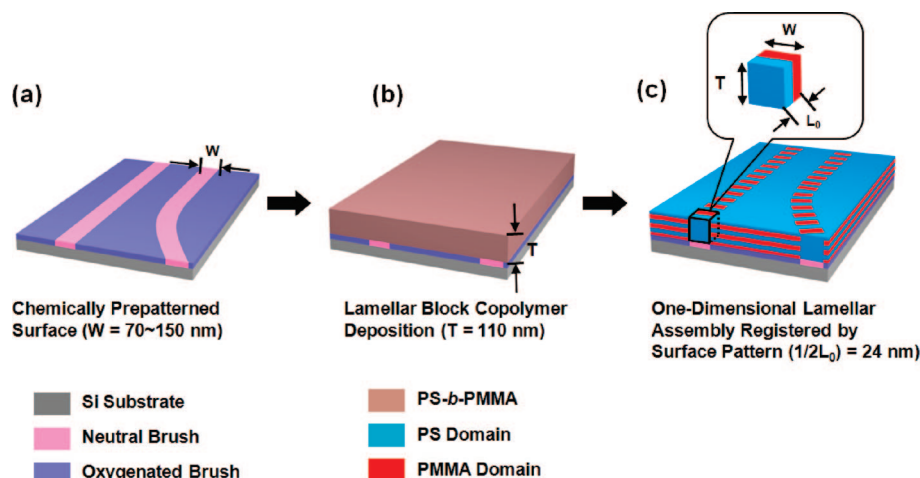 (a)
W
Chemically Prepatterned
Surface (W = 70~150 nm)
(b)
T
Lamellar Block Copolymer
Deposition (T = 110 nm)
(c)
W
T
L₀
One-Dimensional Lamellar
Assembly Registered by
Surface Pattern (1/2L₀) = 24 nm)
Si Substrate
Neutral Brush
Oxygenated Brush
PS-b-PMMA
PS Domain
PMMA Domain